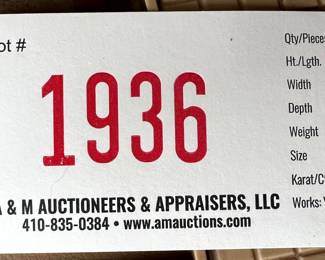 ot #
1936
& M AUCTIONEERS & APPRAISERS, LLC
410-835-0384 • www.amauctions.com
Qty/Pieces
Ht./Lgth.
Width
Depth
Weight
Size
Karat/C
Works: